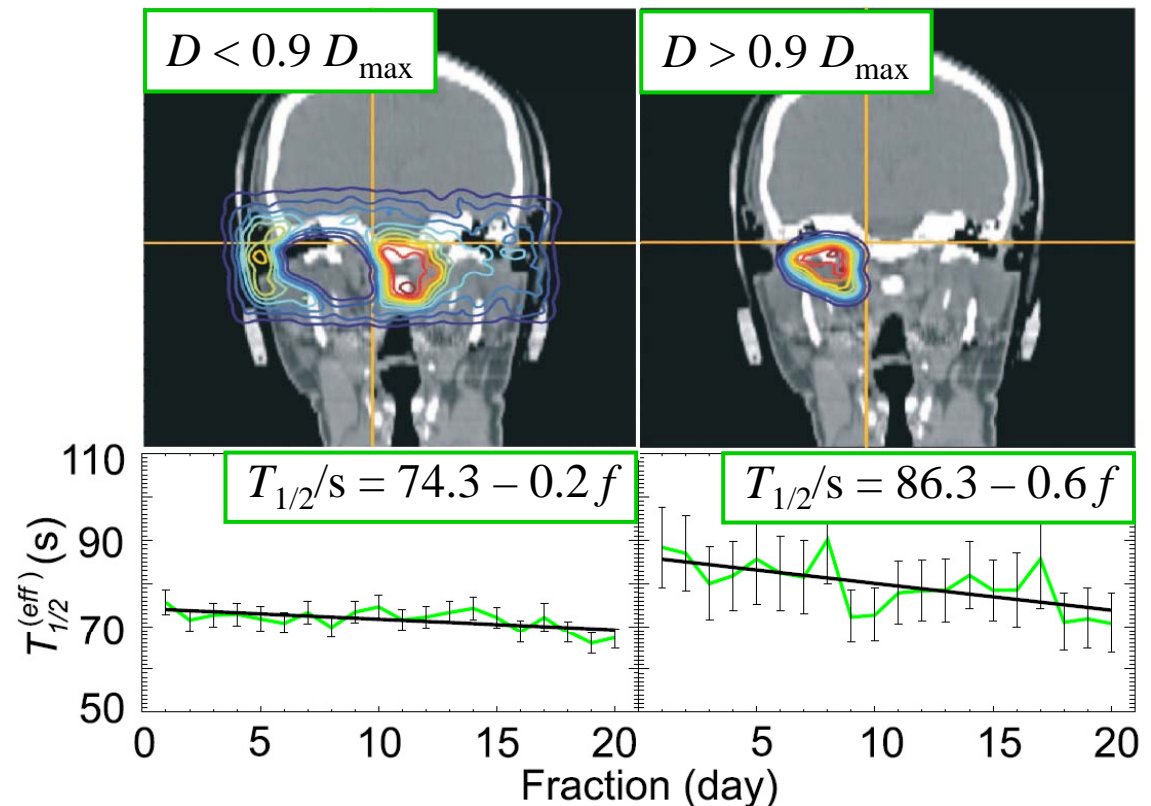 D < 0.9 Dmax
D > 0.9 Dmax
T1/2/s = 74.3 – 0.2 f
T1/2/s = 86.3 – 0.6 f
T1/2(eff) (s)
110
90
70
50
0 5 10 15 20
5 10 15 20
Fraction (day)